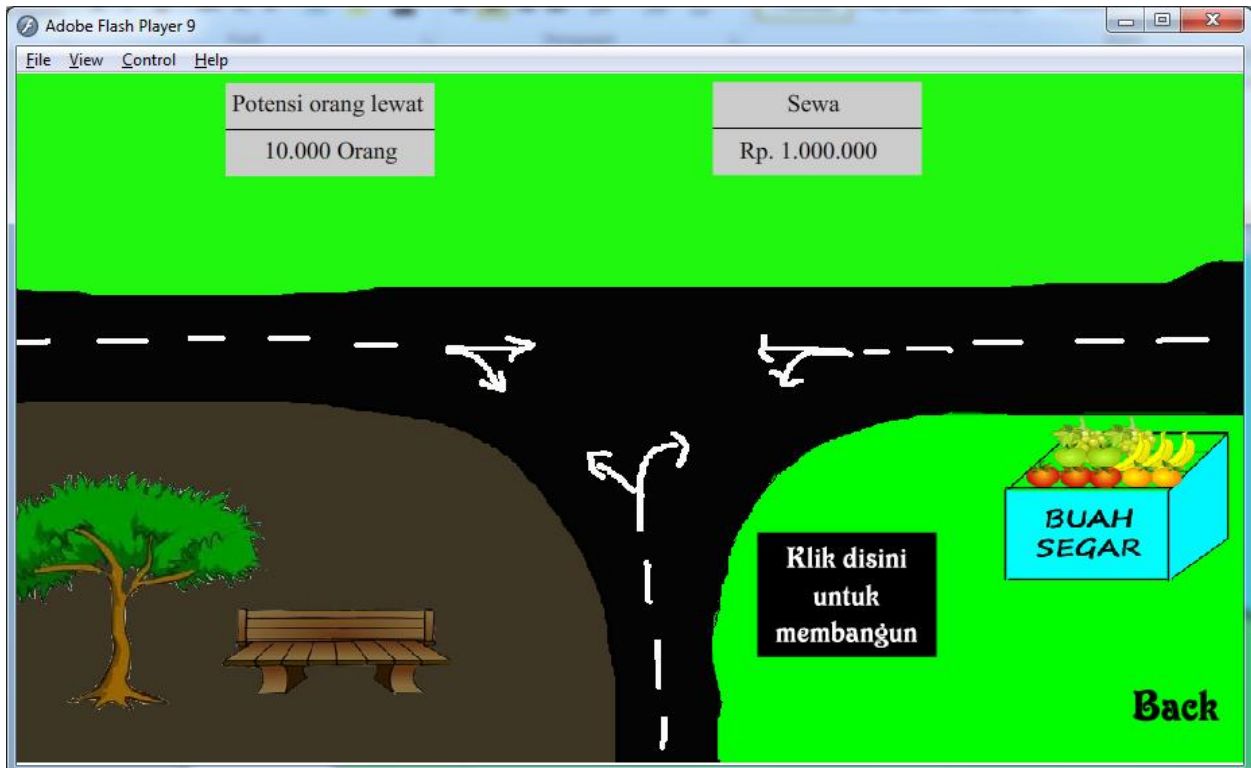 Adobe Flash Player 9
File View Control Help
Potensi orang lewat
10.000 Orang
Sewa
Rp. 1.000.000
BUAH
SEGAR
Klik disini
untuk
membangun
Back